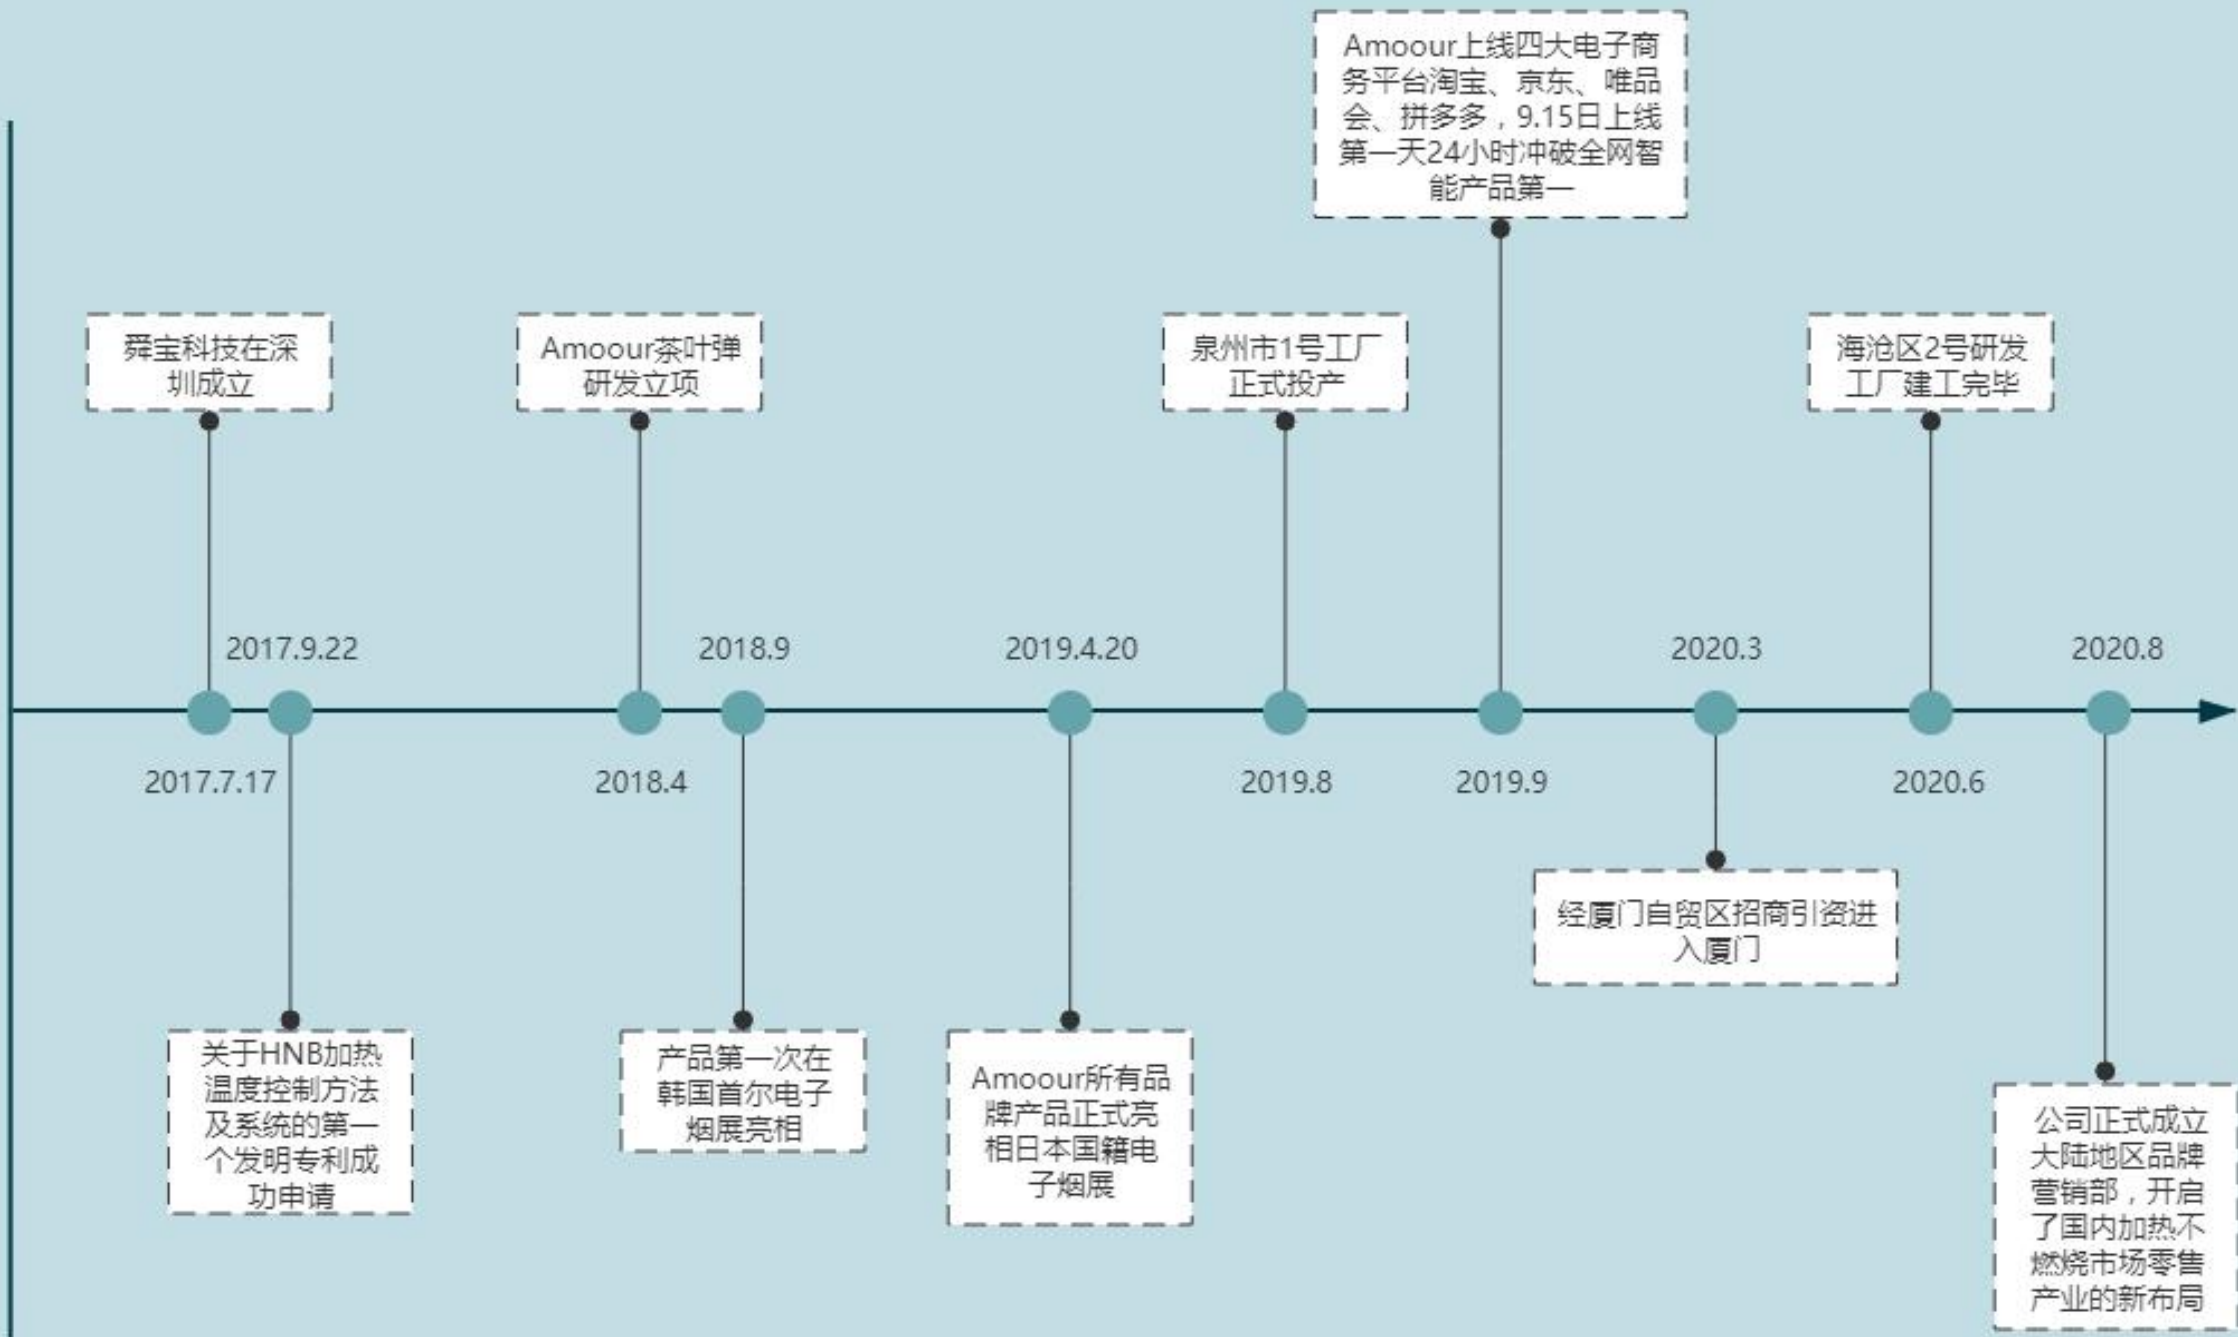 Amoour上线四大电子商
务平台淘宝、京东、唯品
会、拼多多，9.15日上线
第一天24小时冲破全网智
能产品第一
舜宝科技在深
圳成立
Amoour茶叶弹
研发立项
泉州市1号工厂
正式投产
海沧区2号研发
工厂建工完毕
2017.9.22
2018.9
2019.4.20
2020.3
2020.8
2017.7.17
2018.4
2019.8
2019.9
2020.6
经厦门自贸区招商引资进
入厦门
关于HNB加热
温度控制方法
及系统的第一
个发明专利成
功申请
产品第一次在
韩国首尔电子
烟展亮相
Amoour所有品
牌产品正式亮
相日本国籍电
子烟展
公司正式成立
大陆地区品牌
营销部，开启
了国内加热不
燃烧市场零售
产业的新布局